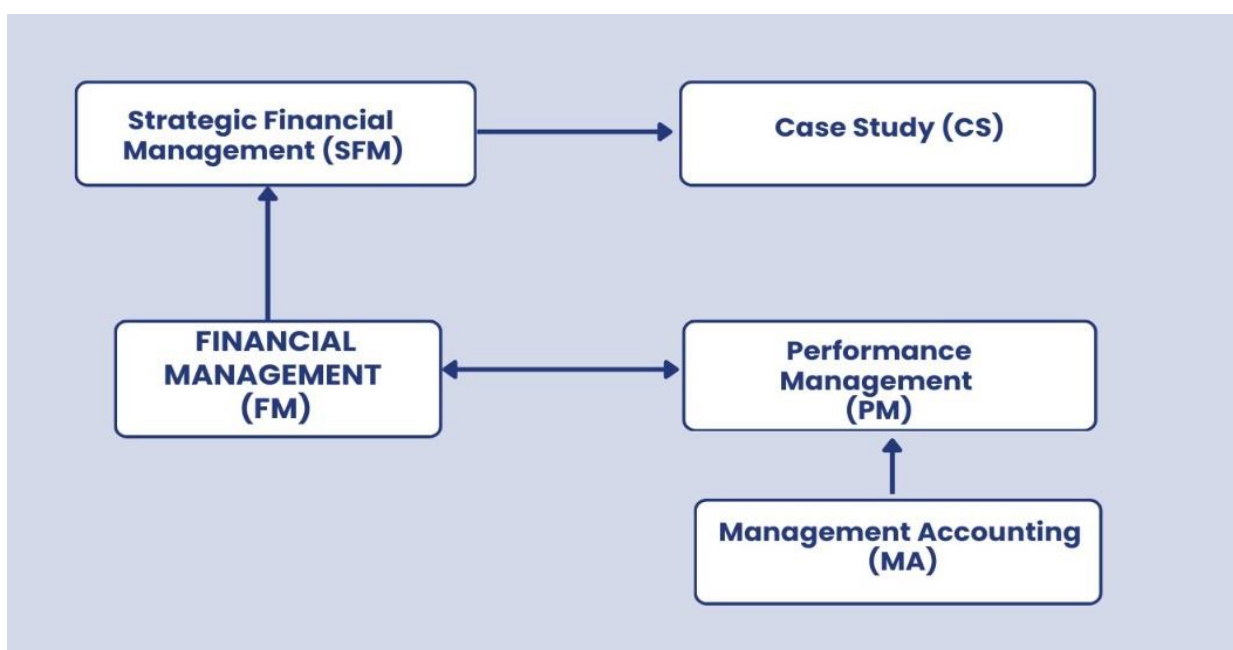 Strategic Financial
Management (SFM)
Case Study (CS)
FINANCIAL
MANAGEMENT
(FM)
Performance
Management
(PM)
Management Accounting
(MA)